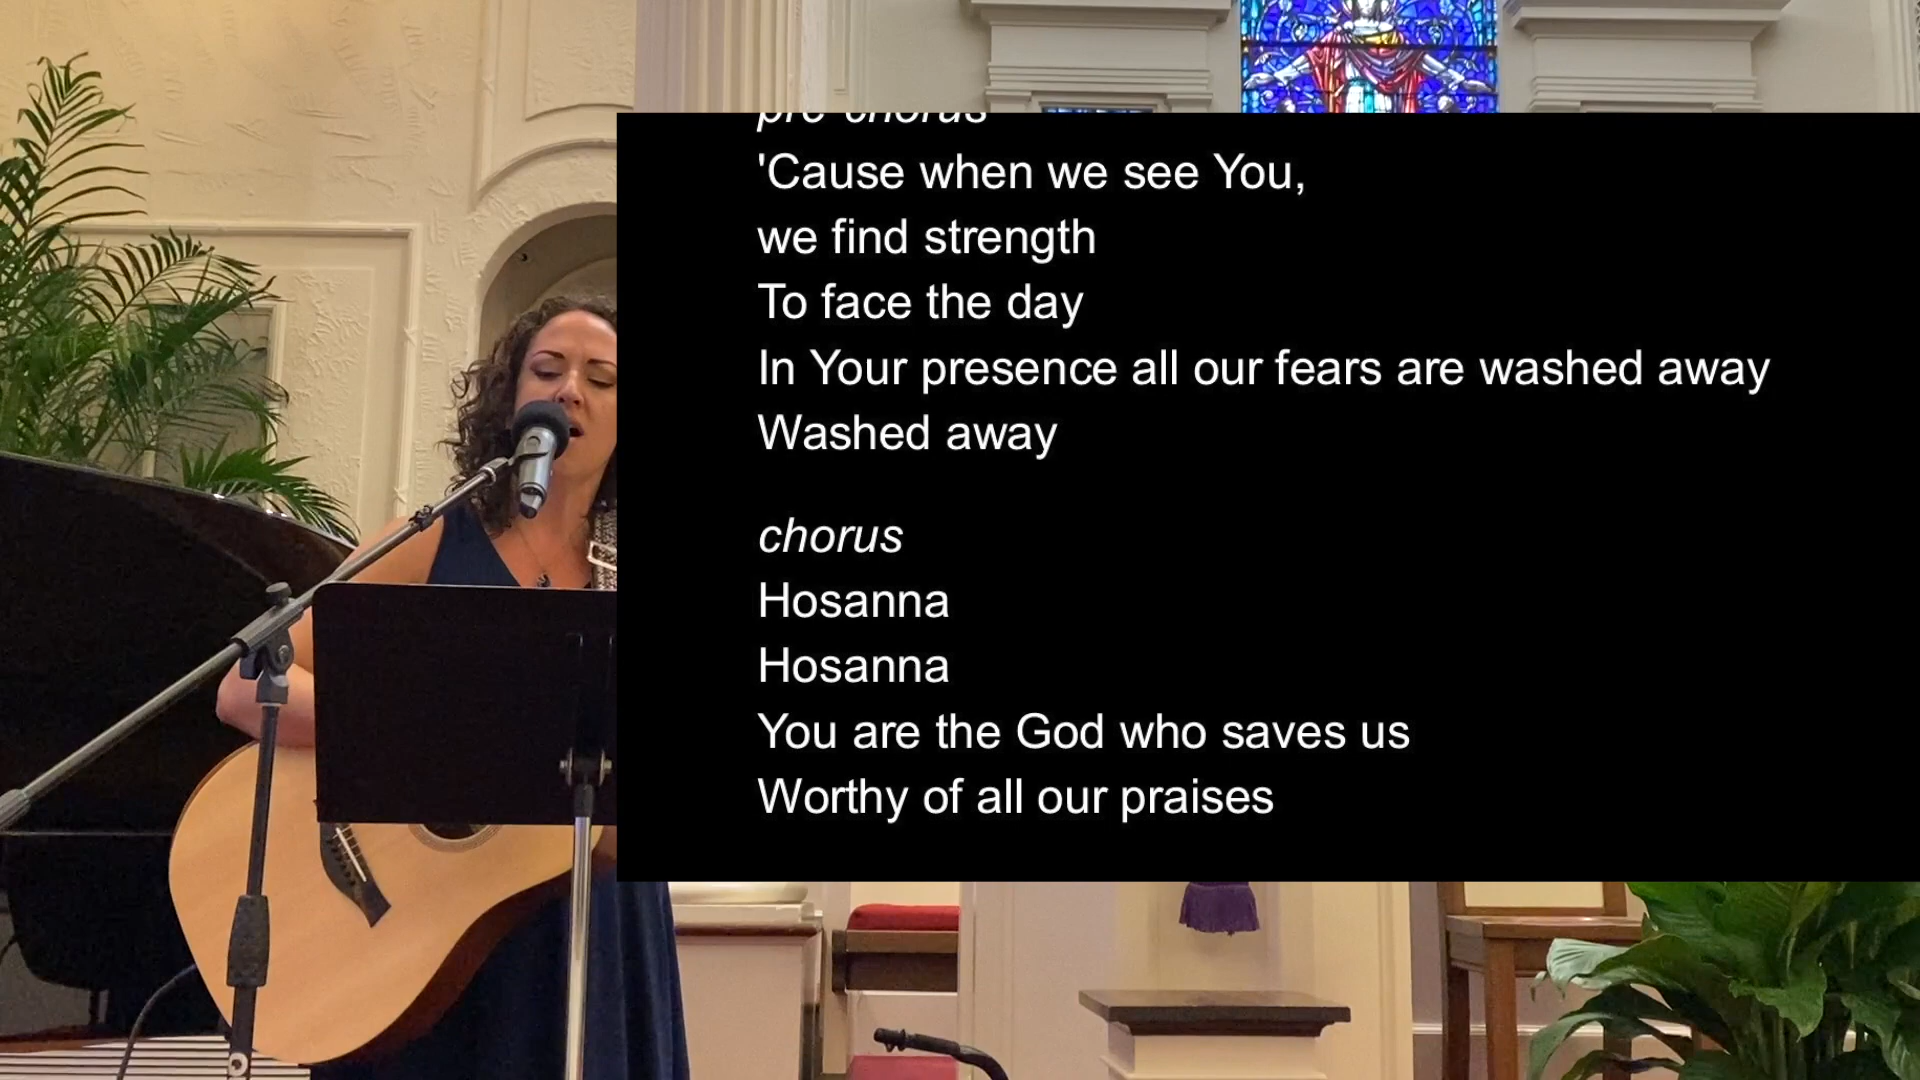 pre-chorus
'Cause when we see You,
we find strength
To face the day
In Your presence all our fears are washed away
Washed away
chorus
Hosanna
Hosanna
You are the God who saves us
Worthy of all our praises